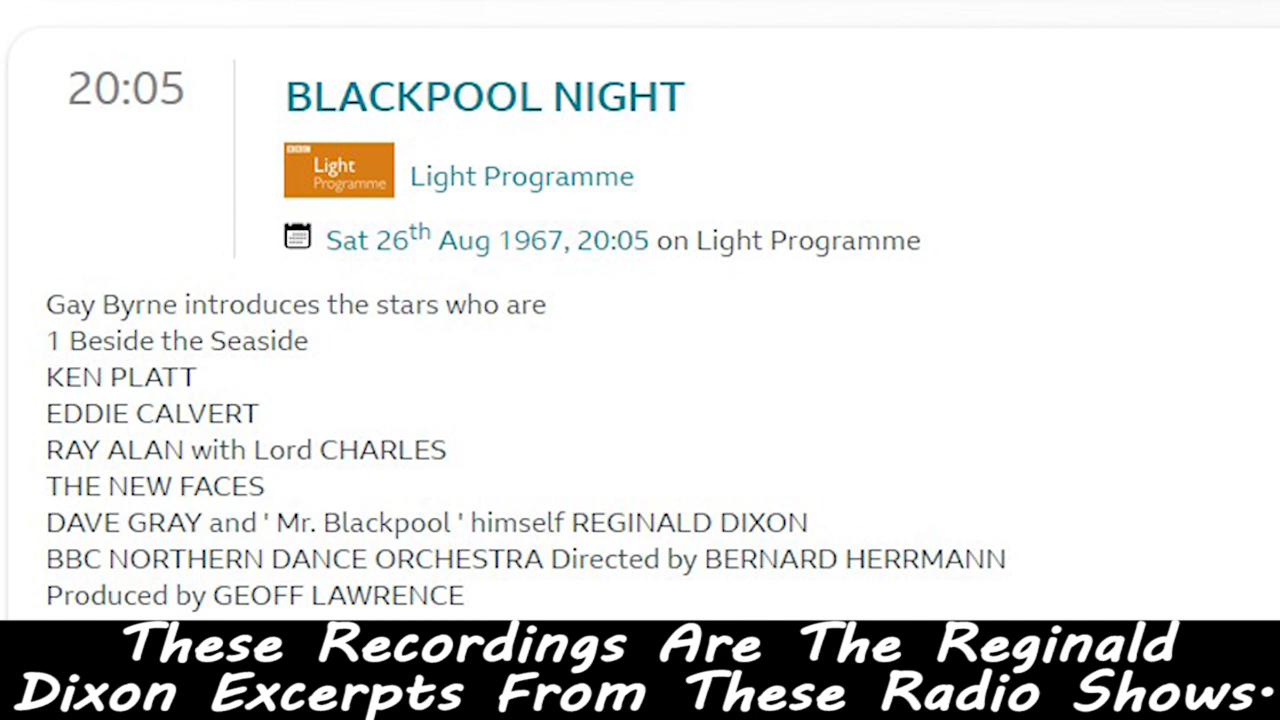 20:05
BLACKPOOL NIGHT
BBC
Light
Programme
Light Programme
Sat 26th Aug 1967, 20:05 on Light Programme
Gay Byrne introduces the stars who are
1 Beside the Seaside
KEN PLATT
EDDIE CALVERT
RAY ALAN with Lord CHARLES
THE NEW FACES
DAVE GRAY and ' Mr. Blackpool ' himself REGINALD DIXON
BBC NORTHERN DANCE ORCHESTRA Directed by BERNARD HERRMANN
Produced by GEOFF LAWRENCE
These Recordings Are The Reginald
Dixon Excerpts From These Radio Shows.